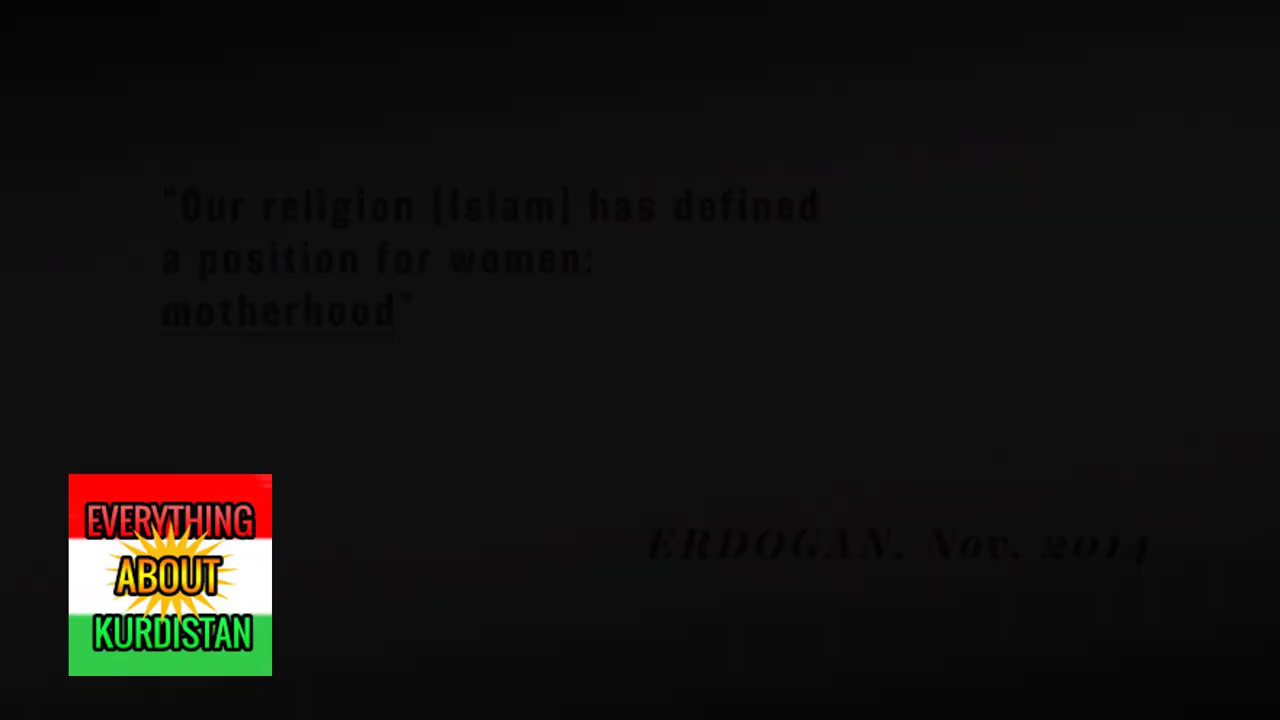 "Our religion [Islam] has defined
a position for women:
motherhood"
ERDOGAN, Nov. 2014
EVERYTHING
ABOUT
KURDISTAN